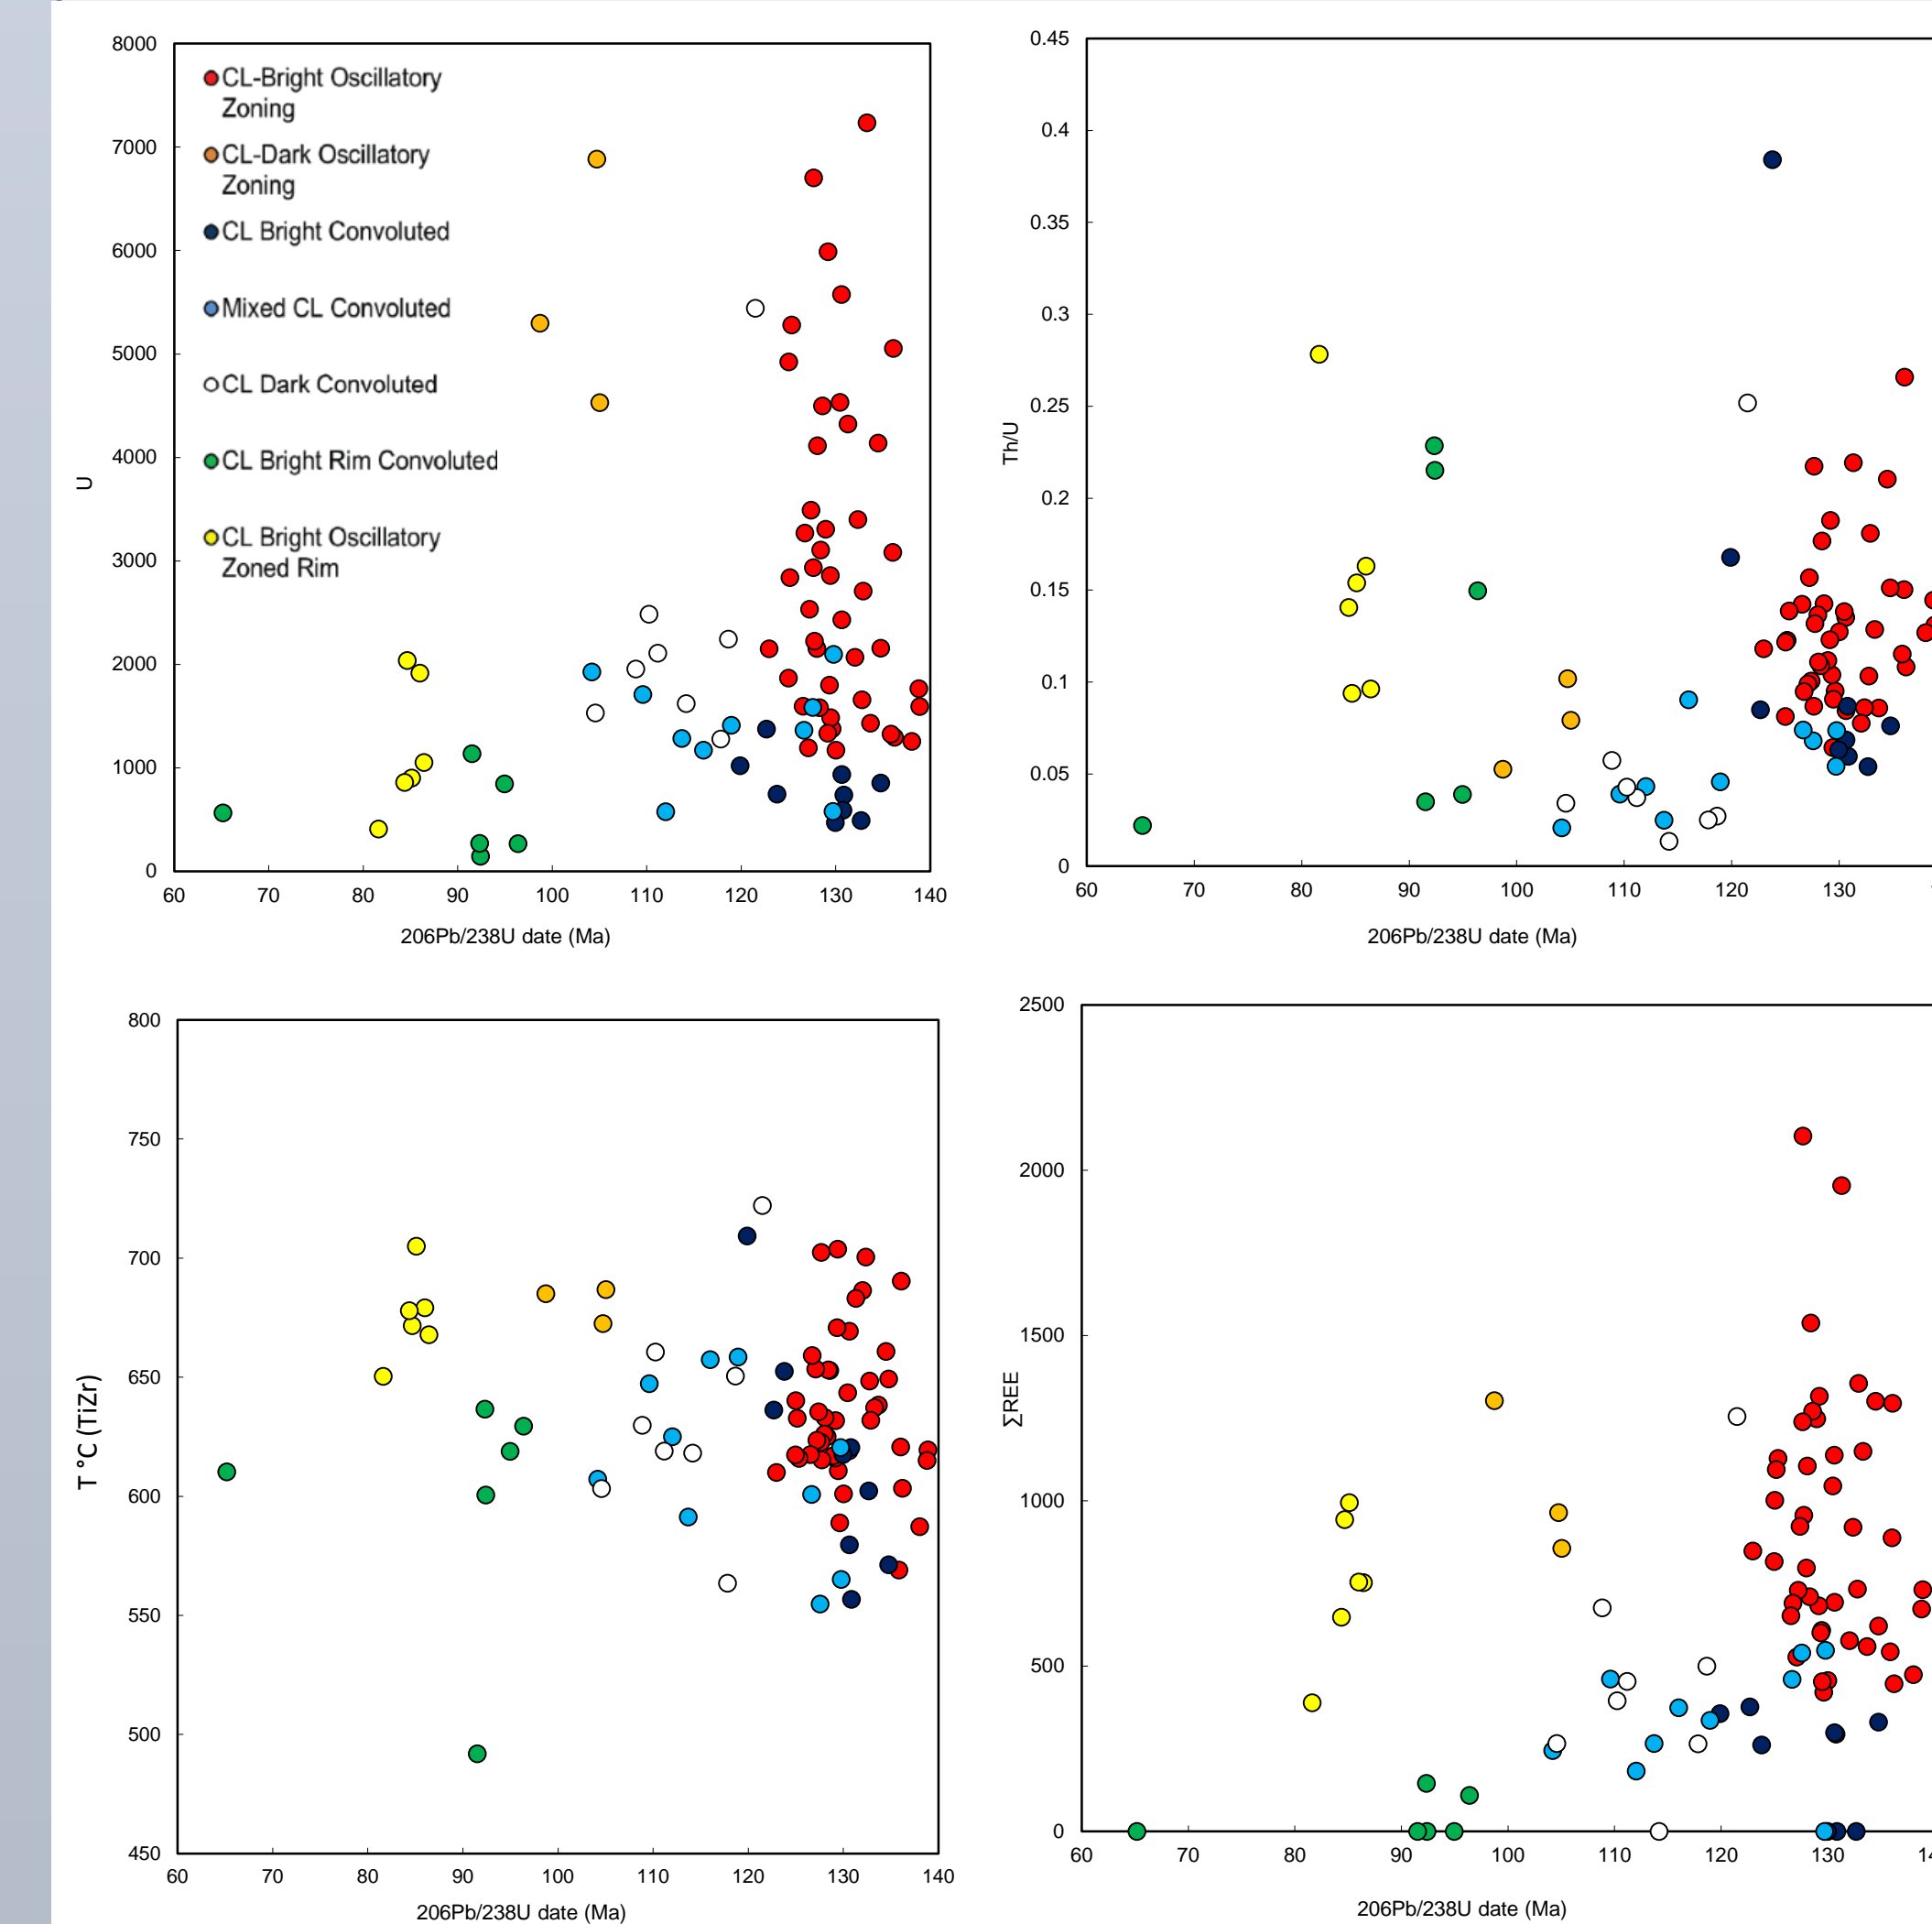 8000
7000
6000
5000
4000
3000
2000
1000
0
U
CL-Bright Oscillatory
Zoning
CL-Dark Oscillatory
Zoning
CL Bright Convoluted
Mixed CL Convoluted
CL Dark Convoluted
CL Bright Rim Convoluted
CL Bright Oscillatory
Zoned Rim
60 70 80 90 100 110 120 130 140
206Pb/238U date (Ma)
0.45
0.4
0.35
0.3
0.25
0.2
0.15
0.1
0.05
0
Th/U
60 70 80 90 100 110 120 130
206Pb/238U date (Ma)
800
750
700
650
600
550
500
450
T °C (TiZr)
60 70 80 90 100 110 120 130 140
206Pb/238U date (Ma)
2500
2000
1500
1000
500
0
ΣREE
60 70 80 90 100 110 120 130 14
206Pb/238U date (Ma)